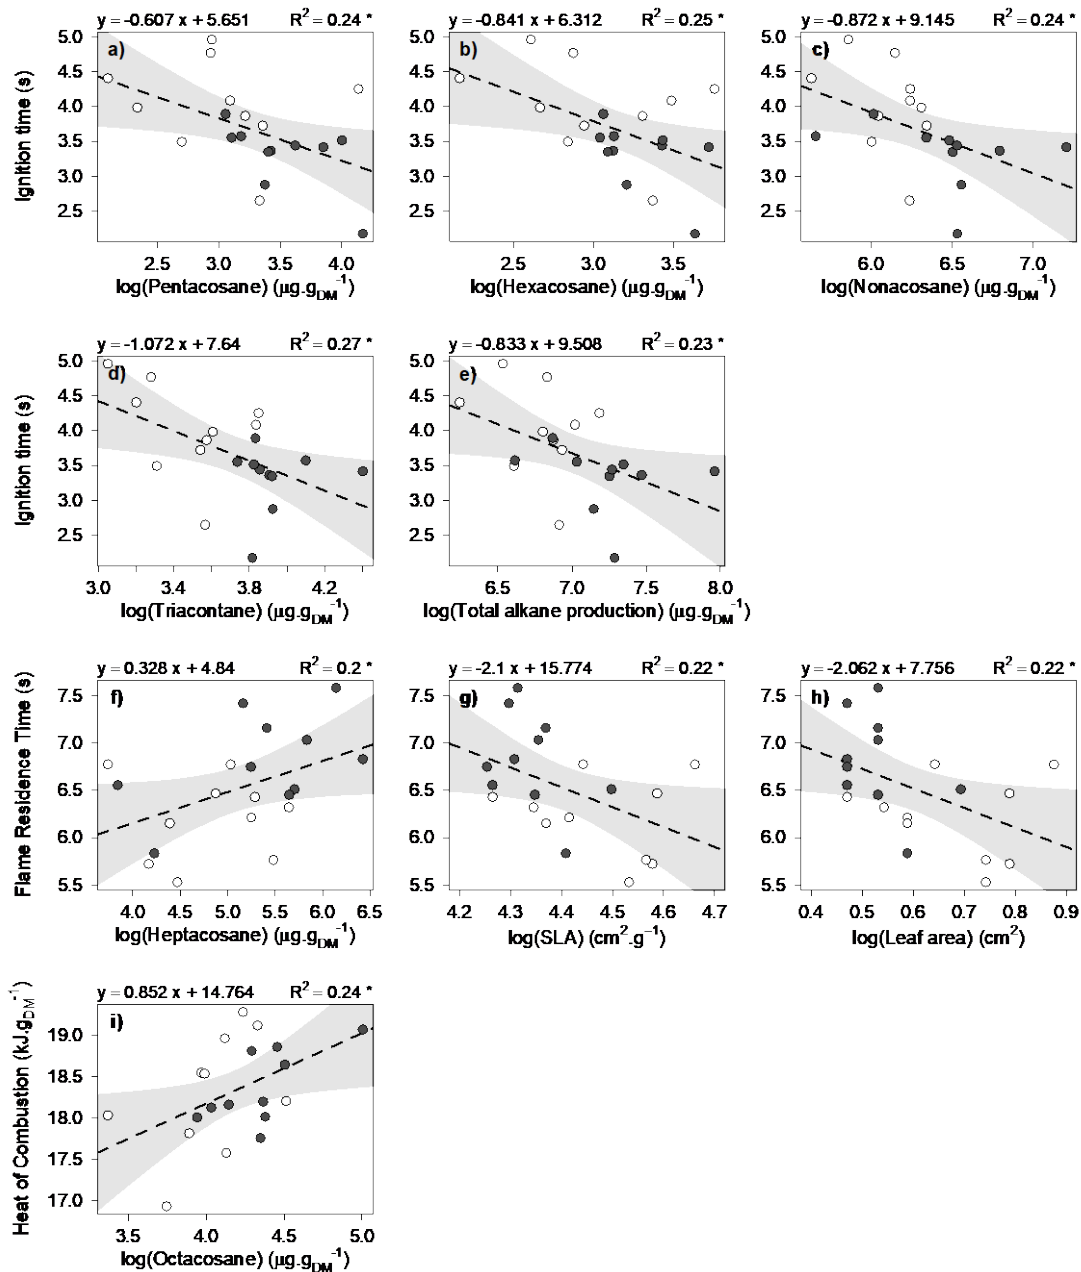 y = -0.607 x + 5.651 R² = 0.24 * y = -0.841 x + 6.312 R² = 0.25 * y = -0.872 x + 9.145 R² = 0.24 *
a) b) c)
Ignition time (s)
5.0 5.0 5.0
4.5 4.5 4.5
4.0 4.0 4.0
3.5 3.5 3.5
3.0 3.0 3.0
2.5 2.5 2.5
2.5 3.0 3.5 4.0 2.5 3.0 3.5 6.0 6.5 7.0
log(Pentacosane) (µg.g_DM⁻¹) log(Hexacosane) (µg.g_DM⁻¹) log(Nonacosane) (µg.g_DM⁻¹)
y = -1.072 x + 7.64 R² = 0.27 * y = -0.833 x + 9.508 R² = 0.23 *
d) e)
Ignition time (s)
5.0 5.0
4.5 4.5
4.0 4.0
3.5 3.5
3.0 3.0
2.5 2.5
3.0 3.4 3.8 4.2 6.5 7.0 7.5 8.0
log(Triacontane) (µg.g_DM⁻¹) log(Total alkane production) (µg.g_DM⁻¹)
y = 0.328 x + 4.84 R² = 0.2 * y = -2.1 x + 15.774 R² = 0.22 * y = -2.062 x + 7.756 R² = 0.22 *
f) g) h)
Flame Residence Time (s)
7.5 7.5 7.5
7.0 7.0 7.0
6.5 6.5 6.5
6.0 6.0 6.0
5.5 5.5 5.5
4.0 4.5 5.0 5.5 6.0 6.5 4.2 4.3 4.4 4.5 4.6 4.7 0.4 0.5 0.6 0.7 0.8 0.9
log(Heptacosane) (µg.g_DM⁻¹) log(SLA) (cm².g⁻¹) log(Leaf area) (cm²)
y = 0.852 x + 14.764 R² = 0.24 *
i)
Heat of Combustion (kJ.g_DM⁻¹)
19.0
18.5
18.0
17.5
17.0
3.5 4.0 4.5 5.0
log(Octacosane) (µg.g_DM⁻¹)